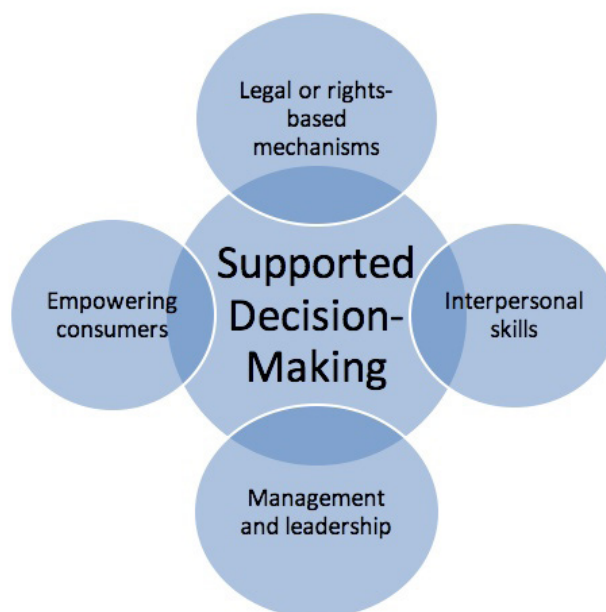 Legal or rights-
based
mechanisms
Supported
Decision-
Making
Empowering
consumers
Interpersonal
skills
Management
and leadership